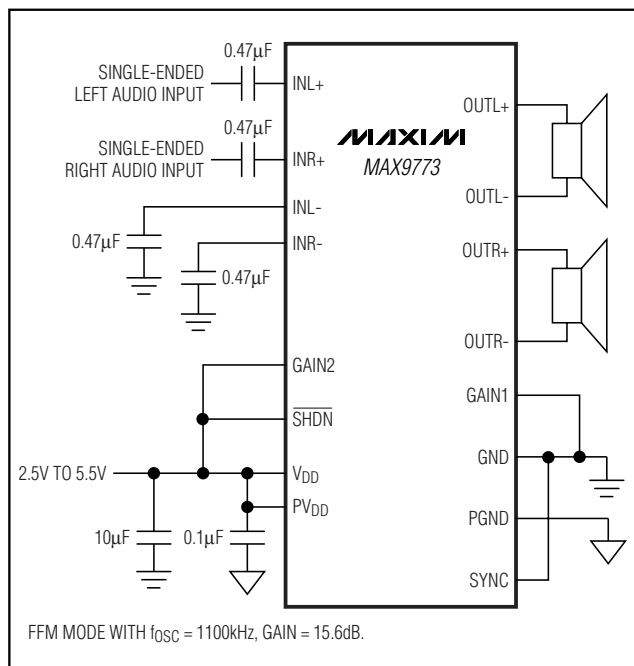 0.47µF
SINGLE-ENDED
LEFT AUDIO INPUT
INL+
0.47µF
SINGLE-ENDED
RIGHT AUDIO INPUT
INR+
INL-
0.47µF
INR-
0.47µF
GAIN2
SHDN
2.5V TO 5.5V
VDD
PVDD
10µF
0.1µF
MAXIM
MAX9773
OUTL+
OUTL-
OUTR+
OUTR-
GAIN1
GND
PGND
SYNC
FFM MODE WITH fOSC = 1100kHz, GAIN = 15.6dB.